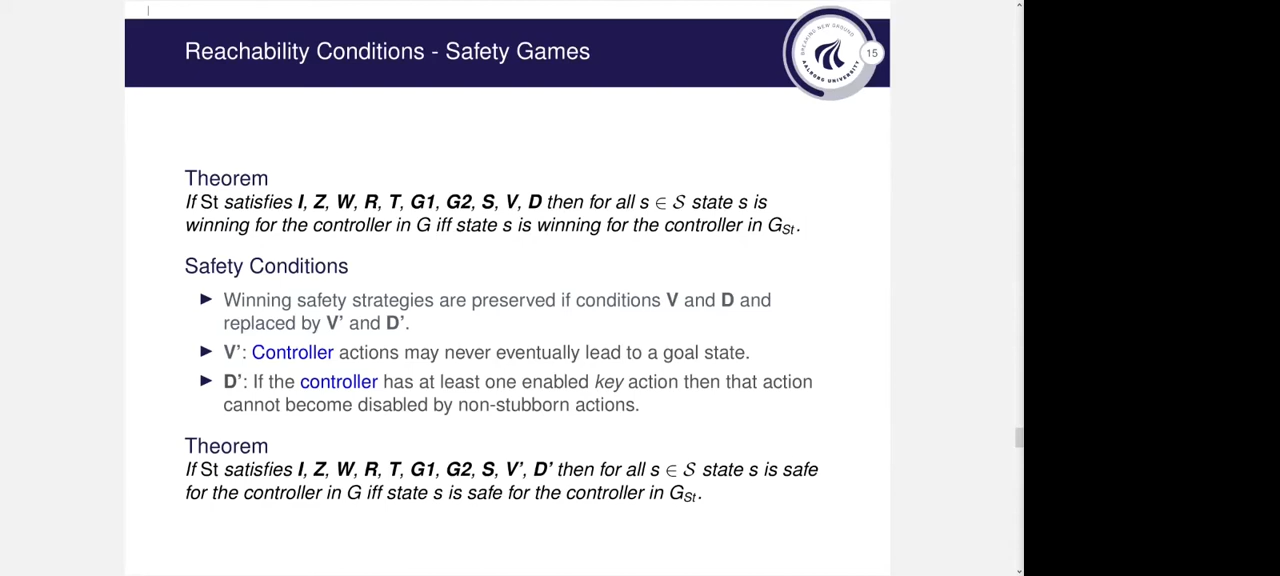 Reachability Conditions - Safety Games
BREAKING NEW GROUND
AALBORG UNIVERSITY
15
Theorem
If St satisfies I, Z, W, R, T, G1, G2, S, V, D then for all s ∈ 𝒮 state s is
winning for the controller in G iff state s is winning for the controller in G_St.
Safety Conditions
▶ Winning safety strategies are preserved if conditions V and D and
replaced by V' and D'.
▶ V': Controller actions may never eventually lead to a goal state.
▶ D': If the controller has at least one enabled key action then that action
cannot become disabled by non-stubborn actions.
Theorem
If St satisfies I, Z, W, R, T, G1, G2, S, V', D' then for all s ∈ 𝒮 state s is safe
for the controller in G iff state s is safe for the controller in G_St.